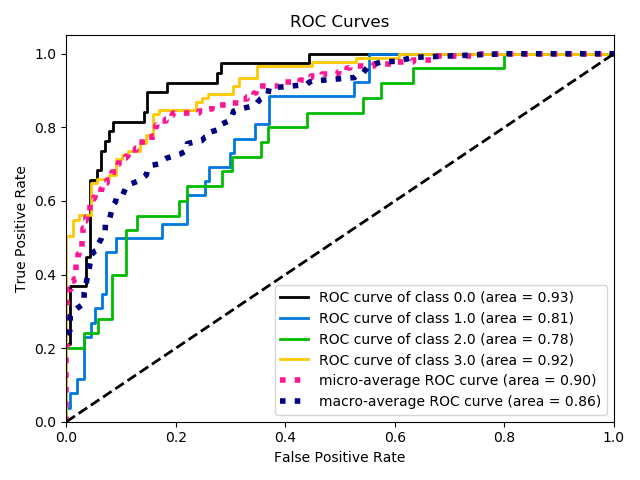 ROC Curves
True Positive Rate
1.0
0.8
0.6
0.4
0.2
0.0
ROC curve of class 0.0 (area = 0.93)
ROC curve of class 1.0 (area = 0.81)
ROC curve of class 2.0 (area = 0.78)
ROC curve of class 3.0 (area = 0.92)
micro-average ROC curve (area = 0.90)
macro-average ROC curve (area = 0.86)
0.0 0.2 0.4 0.6 0.8 1.0
False Positive Rate